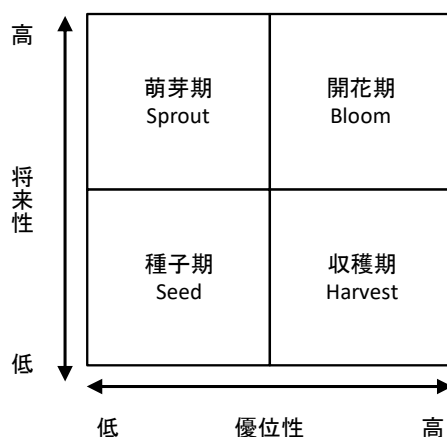 高
萌芽期
Sprout
開花期
Bloom
将来性
種子期
Seed
収穫期
Harvest
低
低
優位性
高